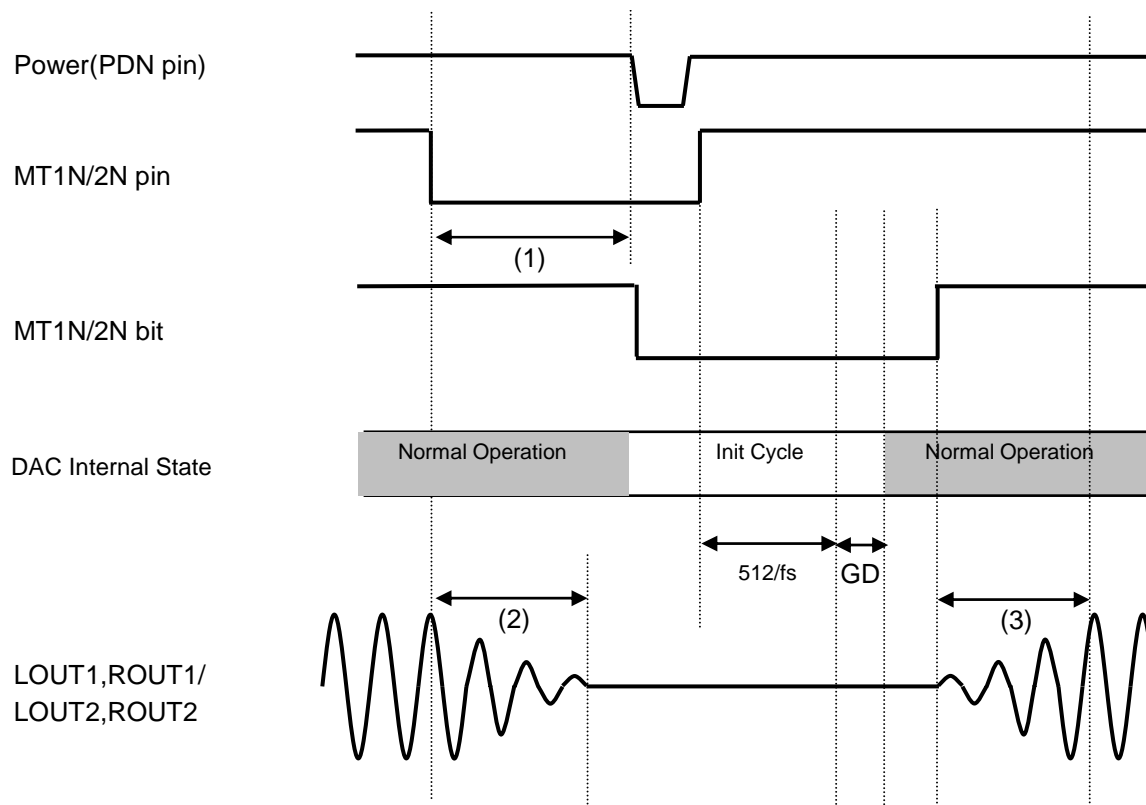 Power(PDN pin)
MT1N/2N pin
(1)
MT1N/2N bit
DAC Internal State
Normal Operation
Init Cycle
Normal Operation
512/fs
GD
(2)
(3)
LOUT1,ROUT1/
LOUT2,ROUT2